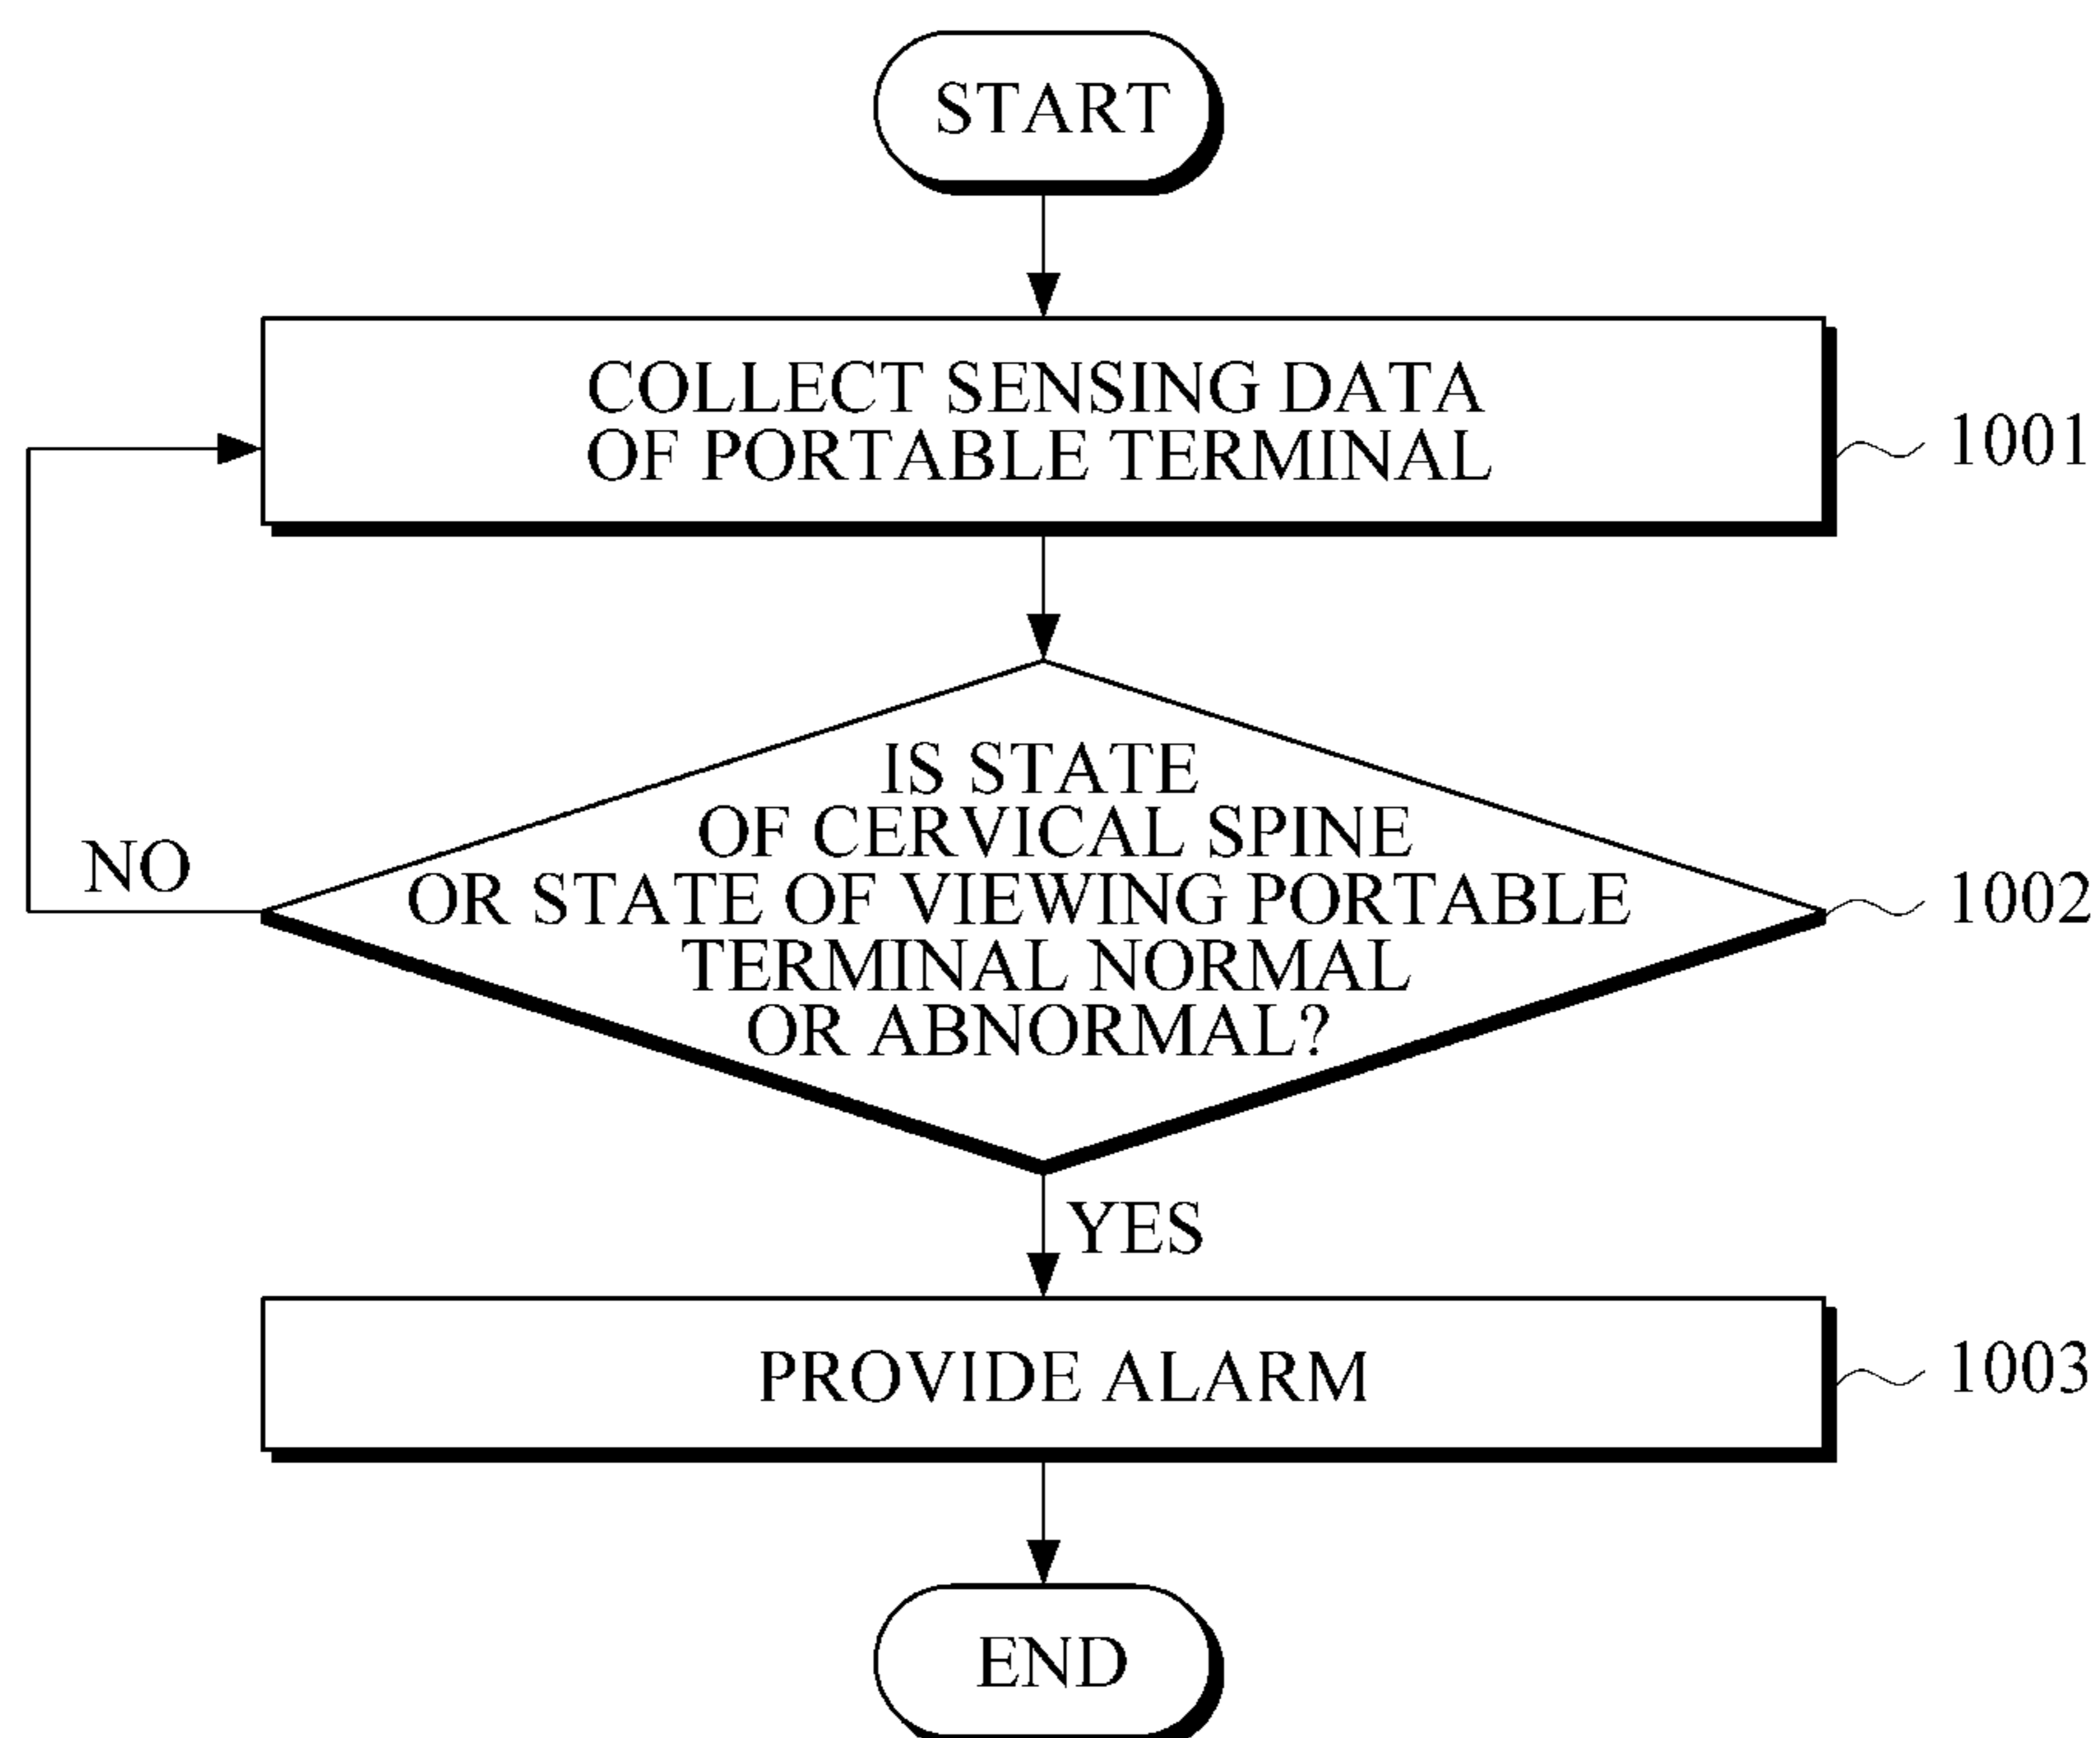 START
COLLECT SENSING DATA
OF PORTABLE TERMINAL
1001
IS STATE
OF CERVICAL SPINE
OR STATE OF VIEWING PORTABLE
TERMINAL NORMAL
OR ABNORMAL?
NO
1002
YES
PROVIDE ALARM
1003
END